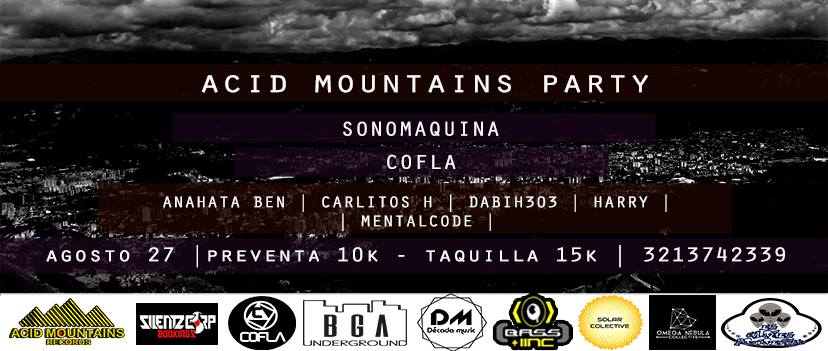 ACID MOUNTAINS PARTY
SONOMAQUINA
COFLA
ANAHATA BEN | CARLITOS H | DABIH303 | HARRY |
| MENTALCODE |
AGOSTO 27 |PREVENTA 10K - TAQUILLA 15K | 3213742339
ACID MOUNTAINS
RECORDS
SILENTZCORP
BOOKINGS
COFLA
BGA
UNDERGROUND
DM
Década music
BASS
INC
SOLAR
COLECTIVE
OMEGA NEBULA
COLLECTIVE